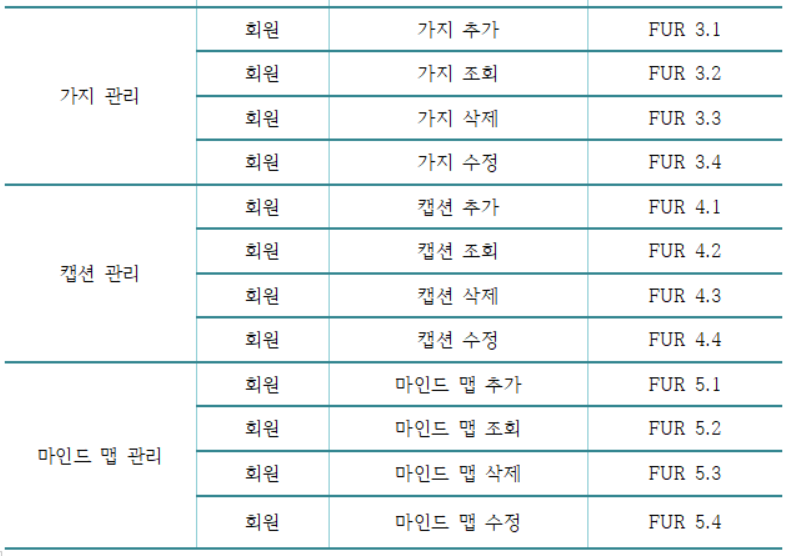 회원 가지 추가 FUR 3.1
회원 가지 조회 FUR 3.2
가지 관리
회원 가지 삭제 FUR 3.3
회원 가지 수정 FUR 3.4
회원 캡션 추가 FUR 4.1
회원 캡션 조회 FUR 4.2
캡션 관리
회원 캡션 삭제 FUR 4.3
회원 캡션 수정 FUR 4.4
회원 마인드 맵 추가 FUR 5.1
회원 마인드 맵 조회 FUR 5.2
마인드 맵 관리
회원 마인드 맵 삭제 FUR 5.3
회원 마인드 맵 수정 FUR 5.4